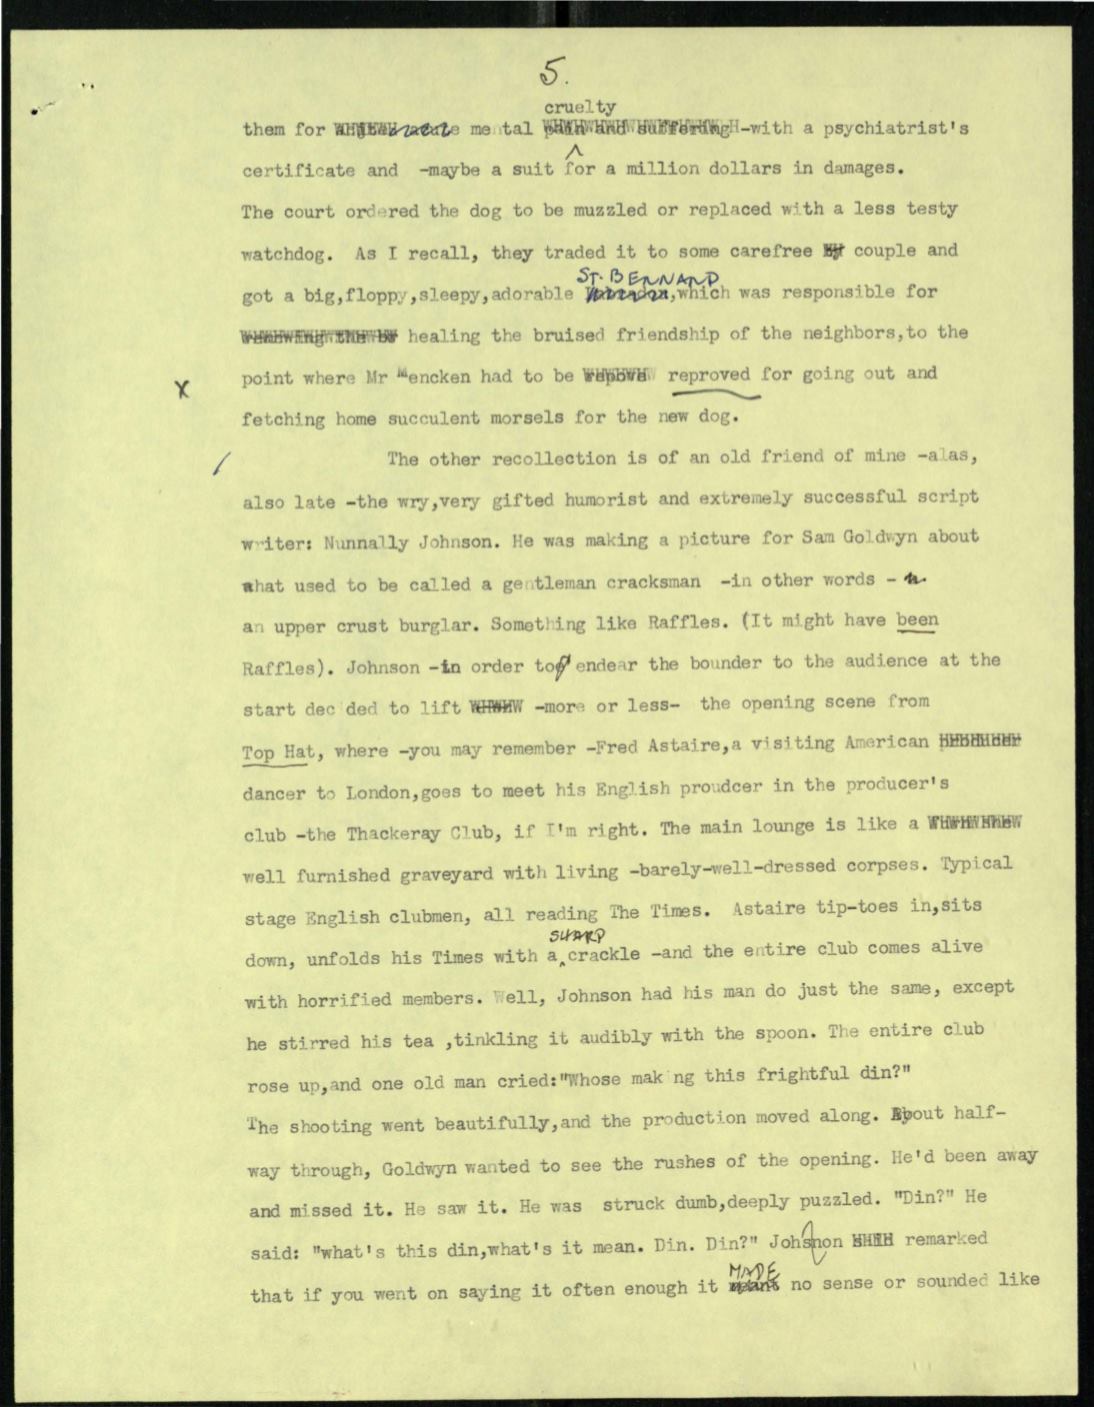 5.
cruelty
them for mental -with a psychiatrist's
certificate and -maybe a suit for a million dollars in damages.
The court ordered the dog to be muzzled or replaced with a less testy
watchdog. As I recall, they traded it to some carefree couple and
ST. BERNARD
got a big,floppy,sleepy,adorable ,which was responsible for
healing the bruised friendship of the neighbors,to the
X point where Mr Mencken had to be reproved for going out and
fetching home succulent morsels for the new dog.
/ The other recollection is of an old friend of mine -alas,
also late -the wry,very gifted humorist and extremely successful script
writer: Nunnally Johnson. He was making a picture for Sam Goldwyn about
what used to be called a gentleman cracksman -in other words -
an upper crust burglar. Something like Raffles. (It might have been
Raffles). Johnson -in order to endear the bounder to the audience at the
start dec ded to lift -more or less- the opening scene from
Top Hat, where -you may remember -Fred Astaire,a visiting American producer
dancer to London,goes to meet his English proudcer in the producer's
club -the Thackeray Club, if I'm right. The main lounge is like a
well furnished graveyard with living -barely-well-dressed corpses. Typical
stage English clubmen, all reading The Times. Astaire tip-toes in,sits
SHARP
down, unfolds his Times with a crackle -and the entire club comes alive
with horrified members. Well, Johnson had his man do just the same, except
he stirred his tea ,tinkling it audibly with the spoon. The entire club
rose up,and one old man cried:"Whose mak ng this frightful din?"
The shooting went beautifully,and the production moved along. About half-
way through, Goldwyn wanted to see the rushes of the opening. He'd been away
and missed it. He saw it. He was struck dumb,deeply puzzled. "Din?" He
said: "what's this din,what's it mean. Din. Din?" Johsnon remarked
MADE
that if you went on saying it often enough it meant no sense or sounded like